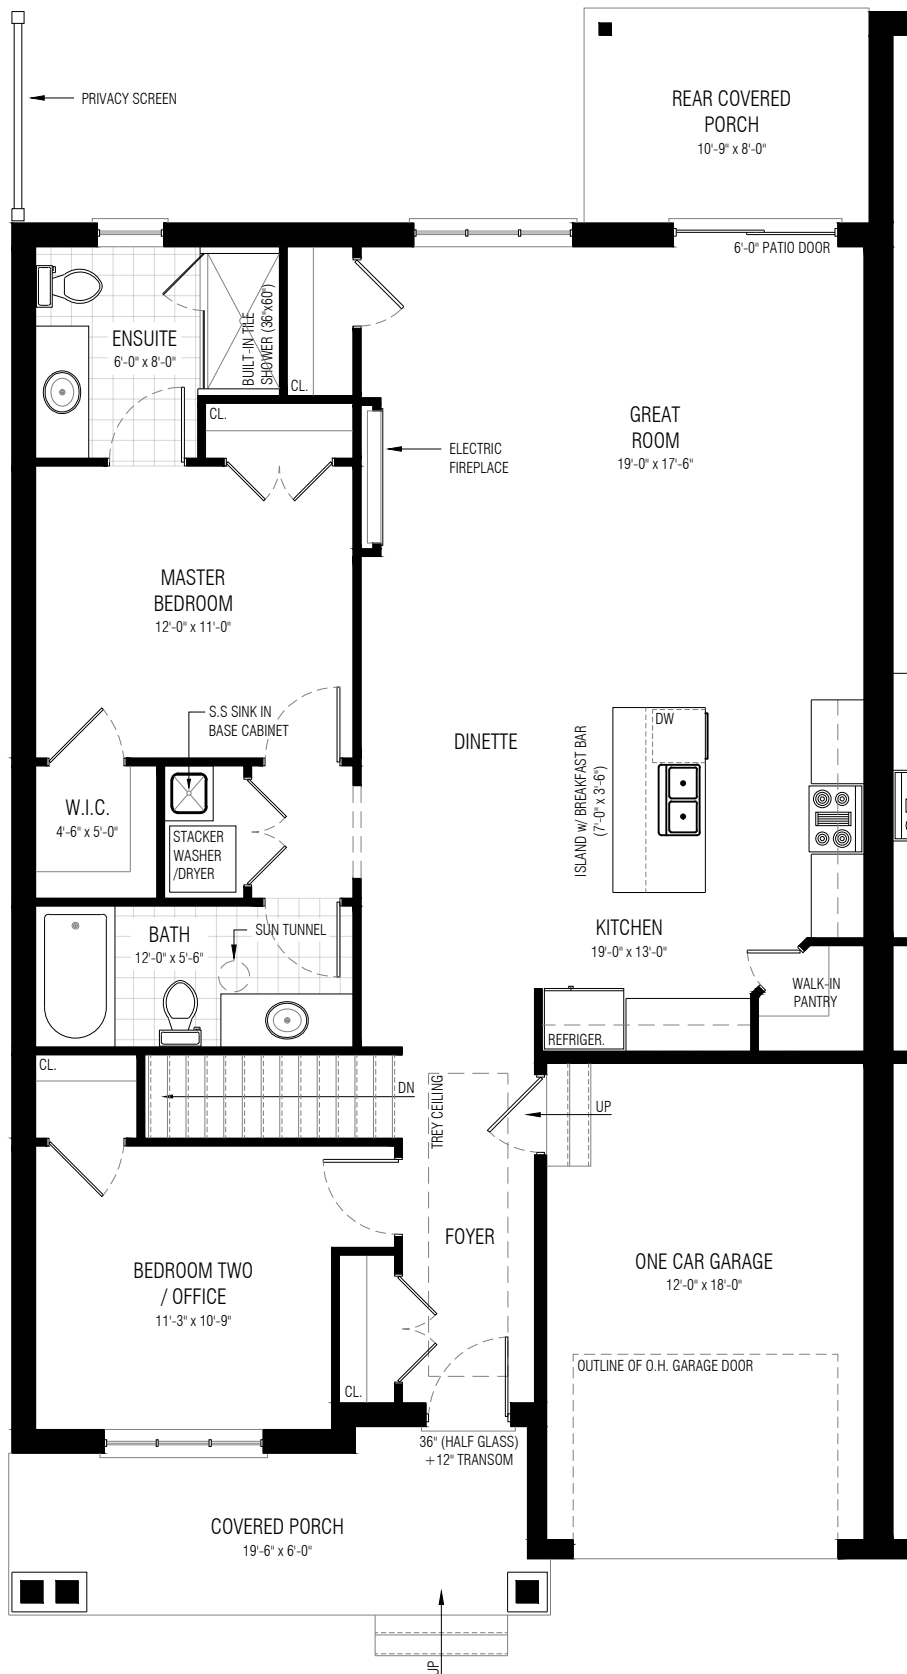 PRIVACY SCREEN
REAR COVERED
PORCH
10'-9" x 8'-0"
6'-0" PATIO DOOR
ENSUITE
6'-0" x 8'-0"
BUILT-IN TILE
SHOWER (36"x60")
CL.
CL.
ELECTRIC
FIREPLACE
GREAT
ROOM
19'-0" x 17'-6"
MASTER
BEDROOM
12'-0" x 11'-0"
S.S SINK IN
BASE CABINET
DINETTE
ISLAND w/ BREAKFAST BAR
(7'-0" x 3'-6")
DW
W.I.C.
4'-6" x 5'-0"
STACKER
WASHER
/DRYER
BATH
12'-0" x 5'-6"
SUN TUNNEL
KITCHEN
19'-0" x 13'-0"
WALK-IN
PANTRY
REFRIGER.
CL.
DN
TREY CEILING
UP
FOYER
BEDROOM TWO
/ OFFICE
11'-3" x 10'-9"
ONE CAR GARAGE
12'-0" x 18'-0"
OUTLINE OF O.H. GARAGE DOOR
CL.
36" (HALF GLASS)
+12" TRANSOM
COVERED PORCH
19'-6" x 6'-0"
UP